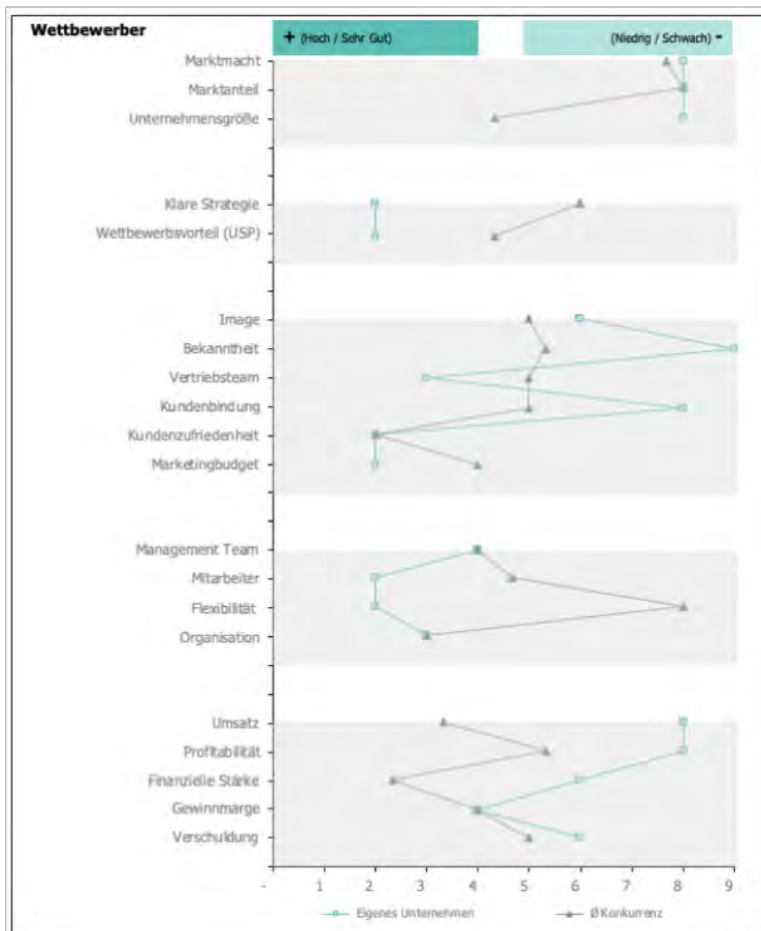 Wettbewerber
+ (Hoch / Sehr Gut)
(Niedrig / Schwach) -
Marktmacht
Marktanteil
Unternehmensgröße
Klare Strategie
Wettbewerbsvorteil (USP)
Image
Bekanntheit
Vertriebsteam
Kundenbindung
Kundenzufriedenheit
Marketingbudget
Management Team
Mitarbeiter
Flexibilität
Organisation
Umsatz
Profitabilität
Finanzielle Stärke
Gewinnmarge
Verschuldung
- 1 2 3 4 5 6 7 8 9
Eigenes Unternehmen
Ø Konkurrenz